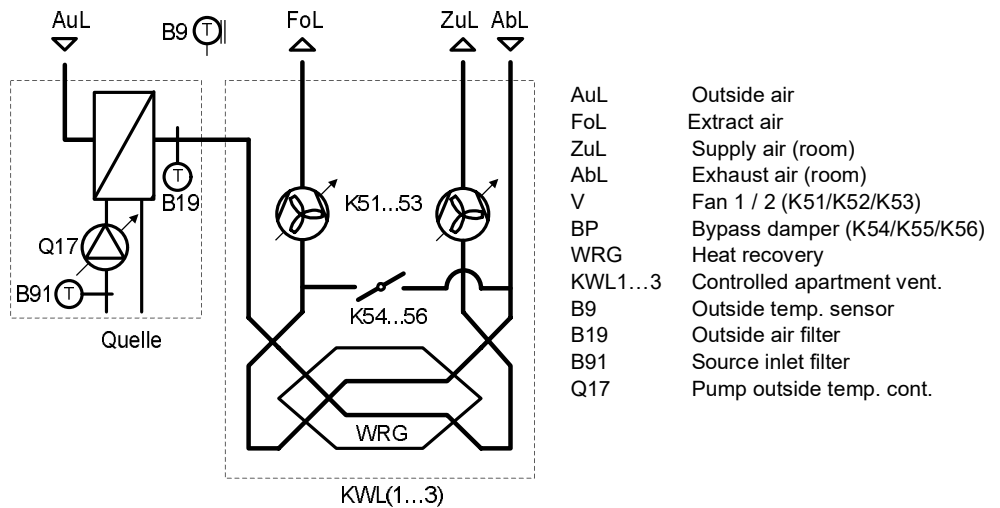 AuL
B9 T
FoL
ZuL AbL
T
B19
K51...53
Q17
B91 T
K54...56
Quelle
WRG
KWL(1...3)
AuL Outside air
FoL Extract air
ZuL Supply air (room)
AbL Exhaust air (room)
V Fan 1 / 2 (K51/K52/K53)
BP Bypass damper (K54/K55/K56)
WRG Heat recovery
KWL1...3 Controlled apartment vent.
B9 Outside temp. sensor
B19 Outside air filter
B91 Source inlet filter
Q17 Pump outside temp. cont.